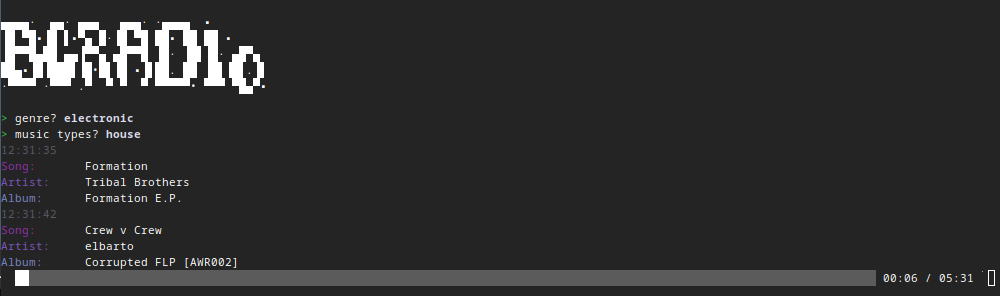 BCRADIO
> genre? electronic
> music types? house
12:31:35
Song: Formation
Artist: Tribal Brothers
Album: Formation E.P.
12:31:42
Song: Crew v Crew
Artist: elbarto
Album: Corrupted FLP [AWR002]
00:06 / 05:31